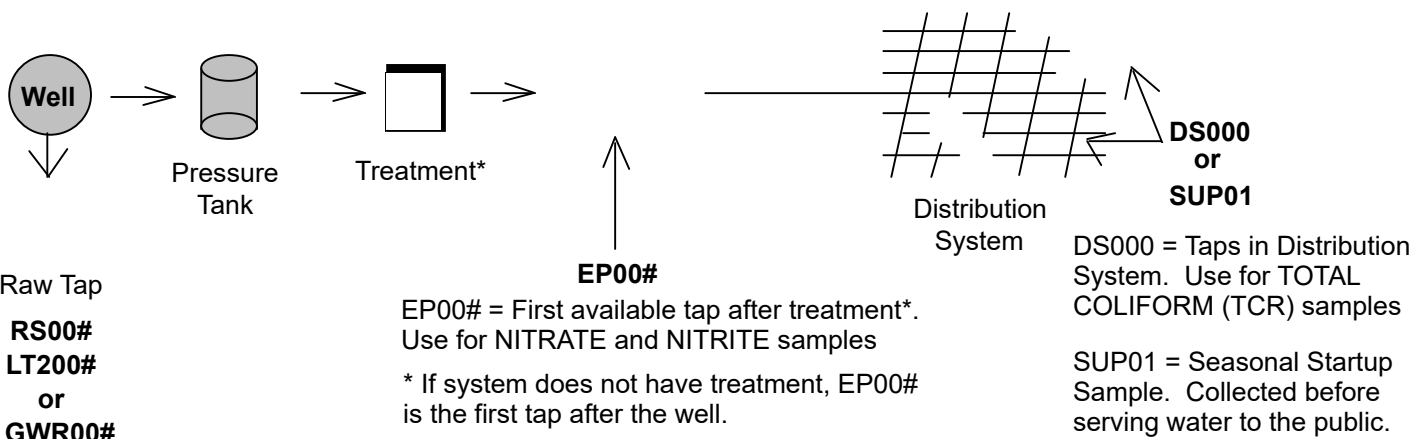 Well
Pressure
Tank
Treatment*
Distribution
System
DS000
or
SUP01
Raw Tap
RS00#
LT200#
or
GWR00#
EP00#
EP00# = First available tap after treatment*.
Use for NITRATE and NITRITE samples
* If system does not have treatment, EP00#
is the first tap after the well.
DS000 = Taps in Distribution
System.  Use for TOTAL
COLIFORM (TCR) samples
SUP01 = Seasonal Startup
Sample.  Collected before
serving water to the public.